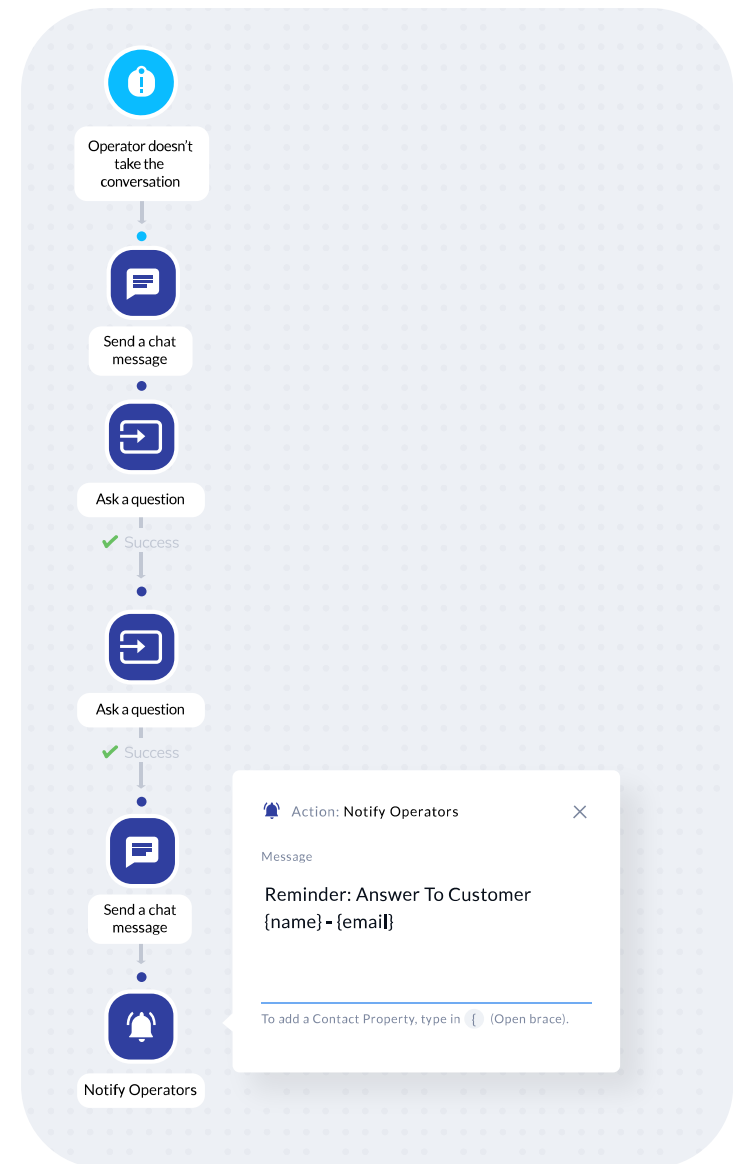 Operator doesn't
take the
conversation
Send a chat
message
Ask a question
Success
Ask a question
Success
Send a chat
message
Notify Operators
Action: Notify Operators
Message
Reminder: Answer To Customer
{name} - {email}
To add a Contact Property, type in { (Open brace).